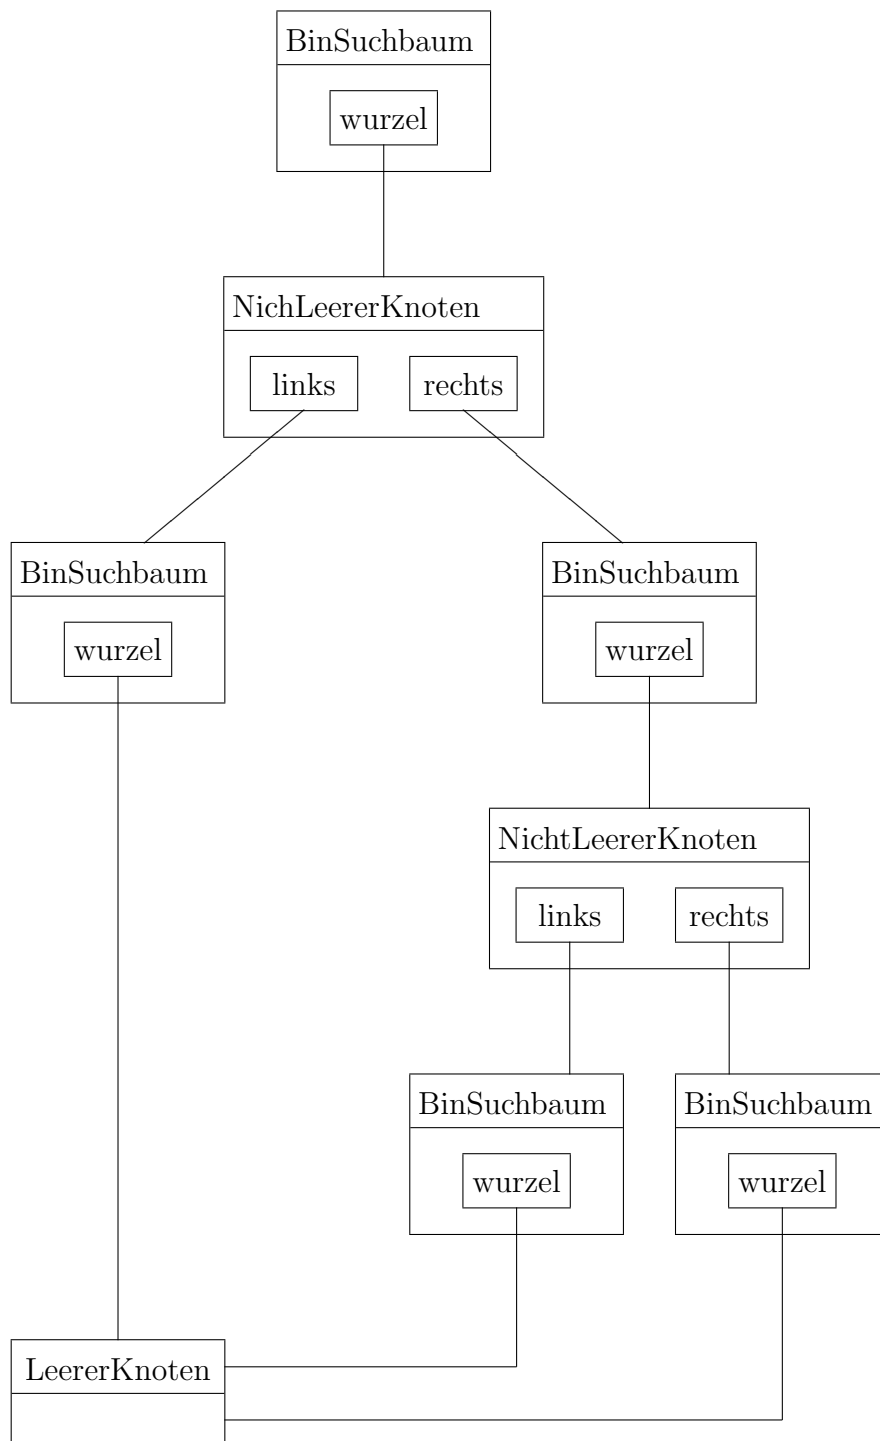 BinSuchbaum
wurzel
NichLeererKnoten
links rechts
BinSuchbaum BinSuchbaum
wurzel wurzel
NichtLeererKnoten
links rechts
BinSuchbaum BinSuchbaum
wurzel wurzel
LeererKnoten